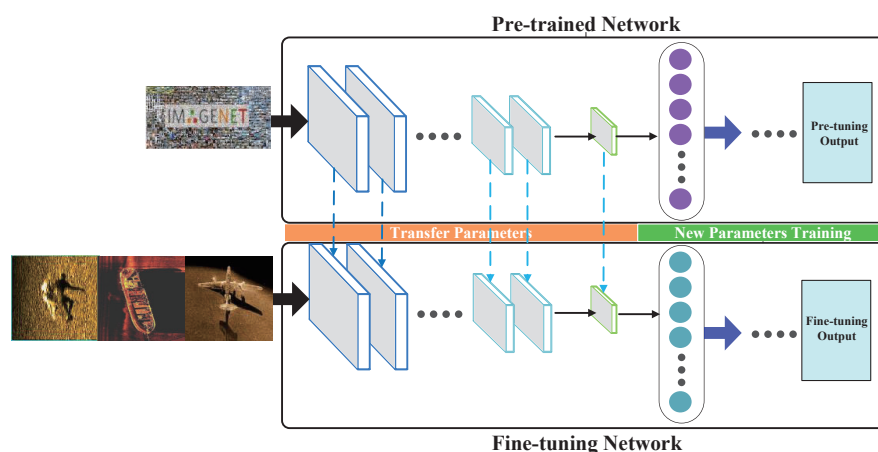 Pre-trained Network
IMAGENET
Pre-tuning
Output
Transfer Parameters
New Parameters Training
Fine-tuning
Output
Fine-tuning Network